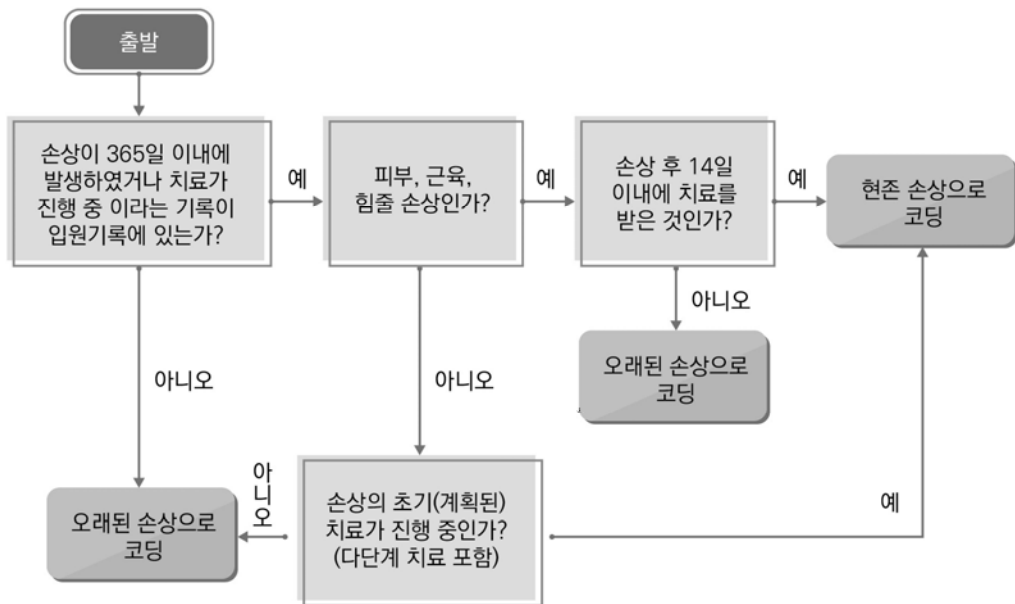 출발
손상이 365일 이내에
발생하였거나 치료가
진행 중 이라는 기록이
입원기록에 있는가?
예
피부, 근육,
힘줄 손상인가?
예
손상 후 14일
이내에 치료를
받은 것인가?
예
현존 손상으로
코딩
아니오
오래된 손상으로
코딩
아니오
아니오
손상의 초기(계획된)
치료가 진행 중인가?
(다단계 치료 포함)
아니오
오래된 손상으로
코딩
예